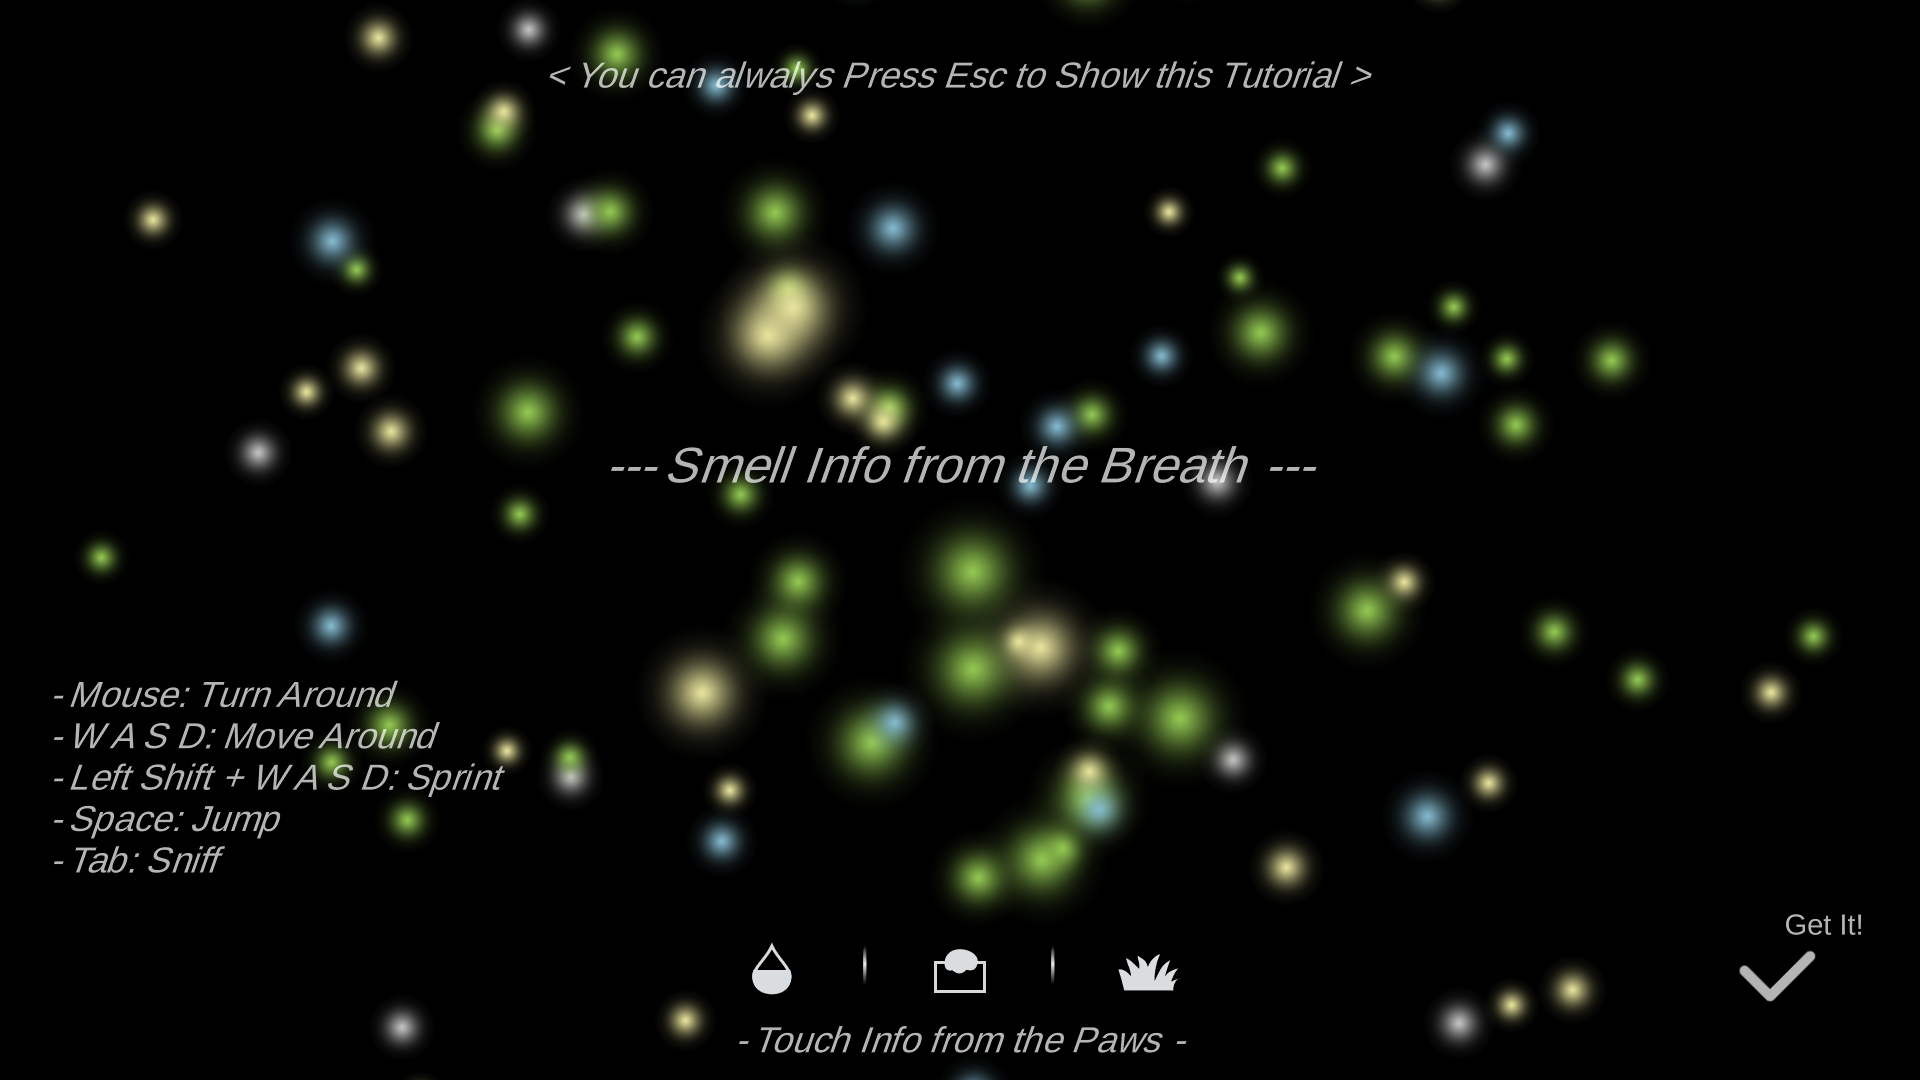 < You can alwalys Press Esc to Show this Tutorial >
--- Smell Info from the Breath ---
- Mouse: Turn Around
- W A S D: Move Around
- Left Shift + W A S D: Sprint
- Space: Jump
- Tab: Sniff
Get It!
- Touch Info from the Paws -